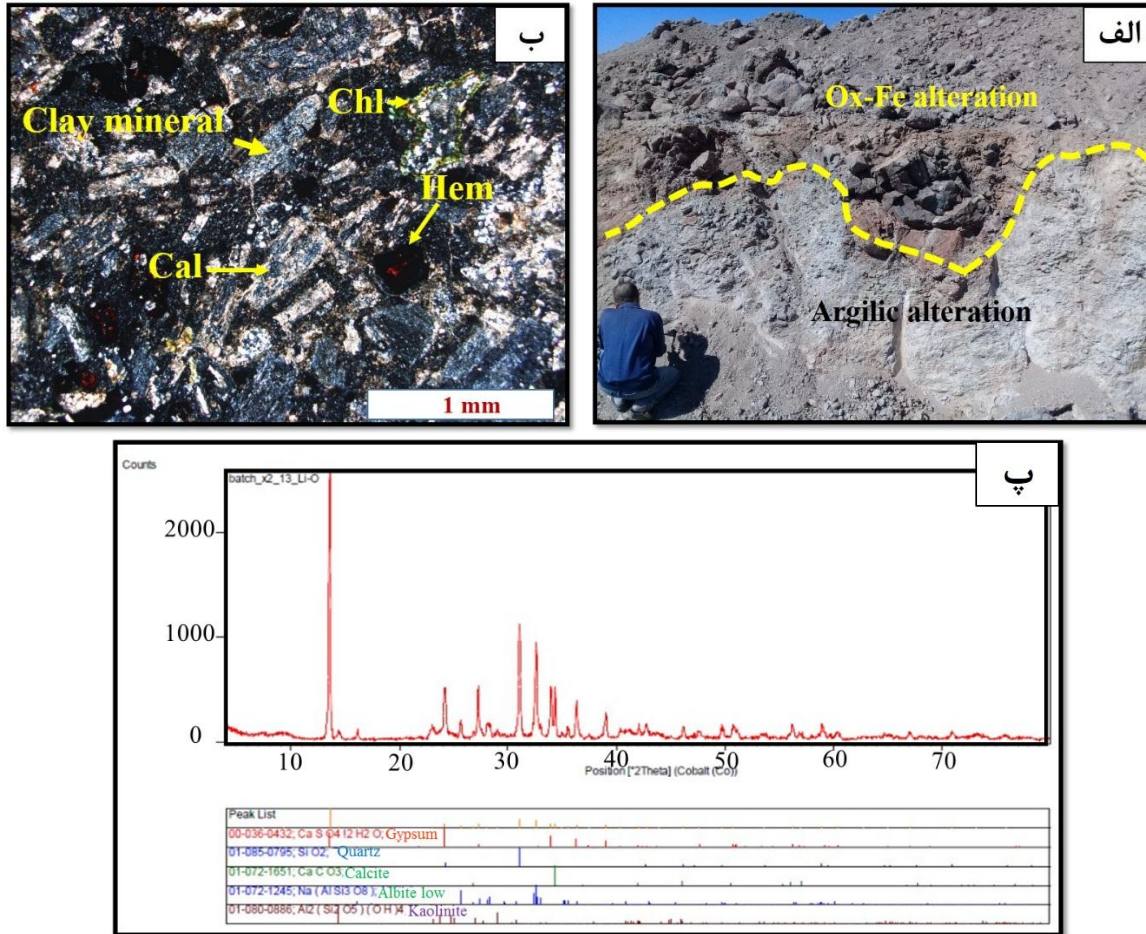 الف
Ox-Fe alteration
Argilic alteration
ب
Clay mineral
Chl
Hem
Cal
1 mm
پ
Counts
batch_x2_13_Li-O
2000
1000
0
10 20 30 40 50 60 70
Position [°2Theta] (Cobalt (Co))
Peak List
00-036-0432; Ca S O4 !2 H2 O; Gypsum
01-085-0795; Si O2; Quartz
01-072-1651; Ca C O3; Calcite
01-072-1245; Na ( Al Si3 O8 ); Albite low
01-080-0886; Al2 ( Si2 O5 ) ( O H )4 Kaolinite